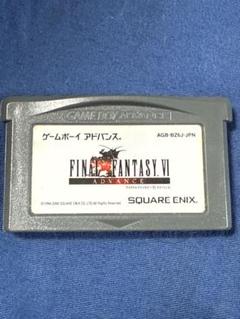 GAME BOY ADVANCE
ゲームボーイ アドバンス®
AGB-BZ6J-JPN
FINAL FANTASY VI
ADVANCE
SQUARE ENIX®